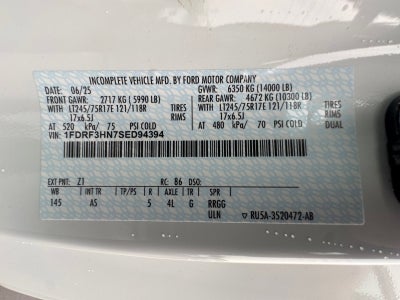 INCOMPLETE VEHICLE MFD. BY FORD MOTOR COMPANY
DATE: 06/25 GVWR: 6350 KG (14000 LB)
FRONT GAWR: 2717 KG ( 5990 LB) REAR GAWR: 4672 KG (10300 LB)
WITH LT245/75R17E 121/118R TIRES WITH LT245/75R17E 121/118R TIRES
17x6.5J RIMS 17x6.5J RIMS
AT 520 kPa/ 75 PSI COLD AT 480 kPa/ 70 PSI COLD DUAL
VIN: 1FDRF3HN7SED94394
EXT PNT: Z1 RC: 86 DSO:
WB INT TR TP/PS R AXLE TR SPR
145 AS 5 4L G RRGG
ULN RUSA-3520472-AB